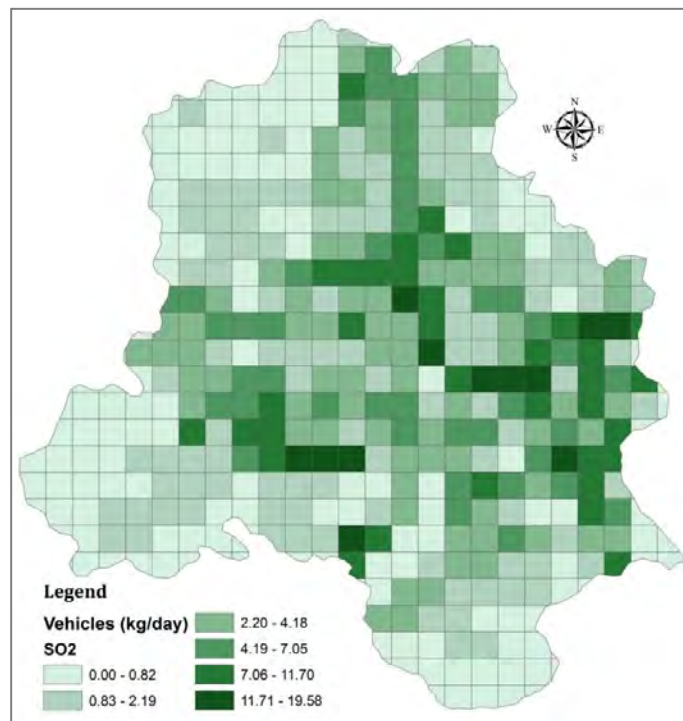 N
W E
S
Legend
Vehicles (kg/day)
SO2
0.00 - 0.82
0.83 - 2.19
2.20 - 4.18
4.19 - 7.05
7.06 - 11.70
11.71 - 19.58